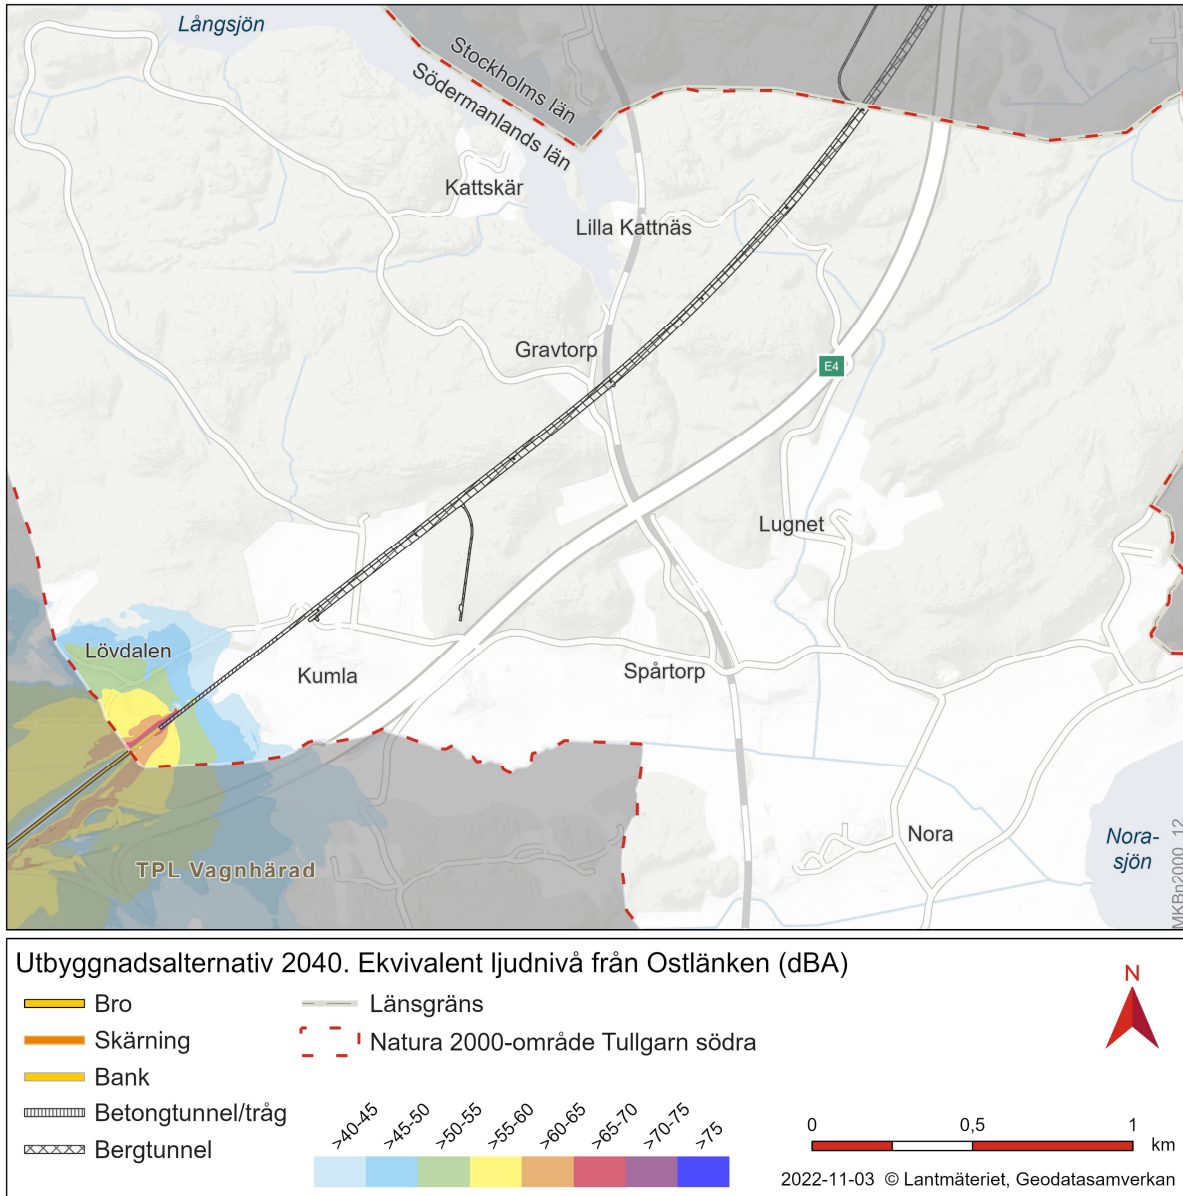 Långsjön
Stockholms län
Södermanlands län
Kattskär
Lilla Kattnäs
Gravtorp
E4
Lugnet
Lövdalen
Kumla
Spårtorp
TPL Vagnhärad
Nora
Nora-
sjön
MKBn2000_12
Utbyggnadsalternativ 2040. Ekvivalent ljudnivå från Ostlänken (dBA)
Bro
Skärning
Bank
Betongtunnel/tråg
Bergtunnel
Länsgräns
Natura 2000-område Tullgarn södra
>40-45
>45-50
>50-55
>55-60
>60-65
>65-70
>70-75
>75
N
0 0,5 1
km
2022-11-03 © Lantmäteriet, Geodatasamverkan